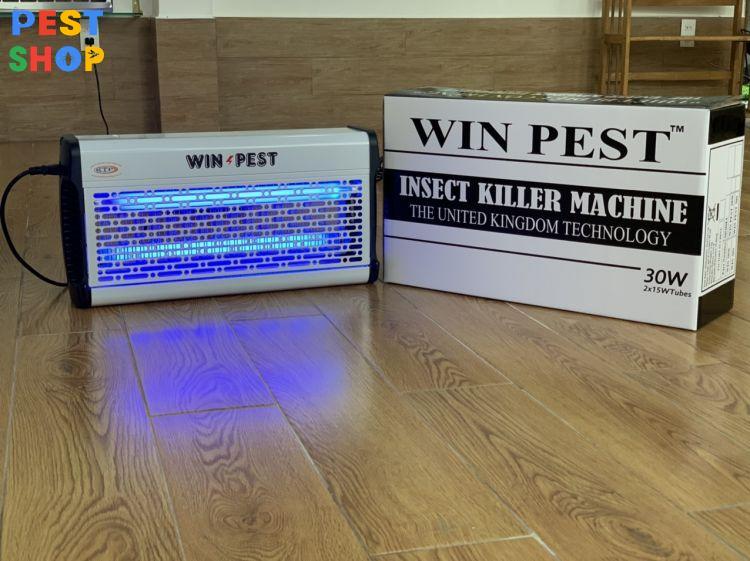 PEST
SHOP
WIN PEST
WIN PEST™
INSECT KILLER MACHINE
THE UNITED KINGDOM TECHNOLOGY
30W
2x15WTubes